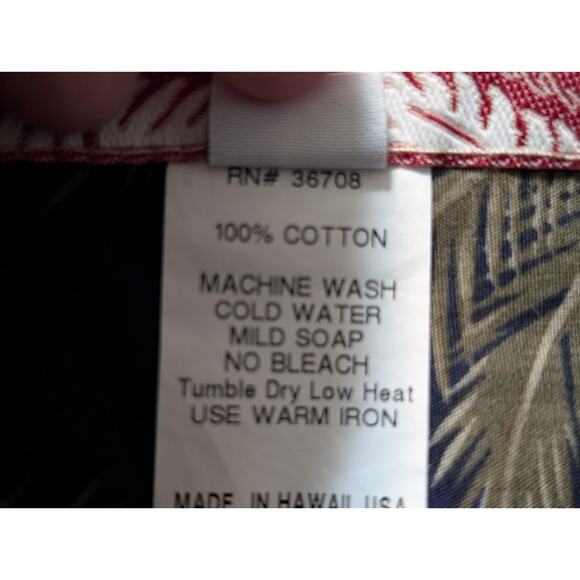 RN# 36708
100% COTTON
MACHINE WASH
COLD WATER
MILD SOAP
NO BLEACH
Tumble Dry Low Heat
USE WARM IRON
MADE IN HAWAII USA